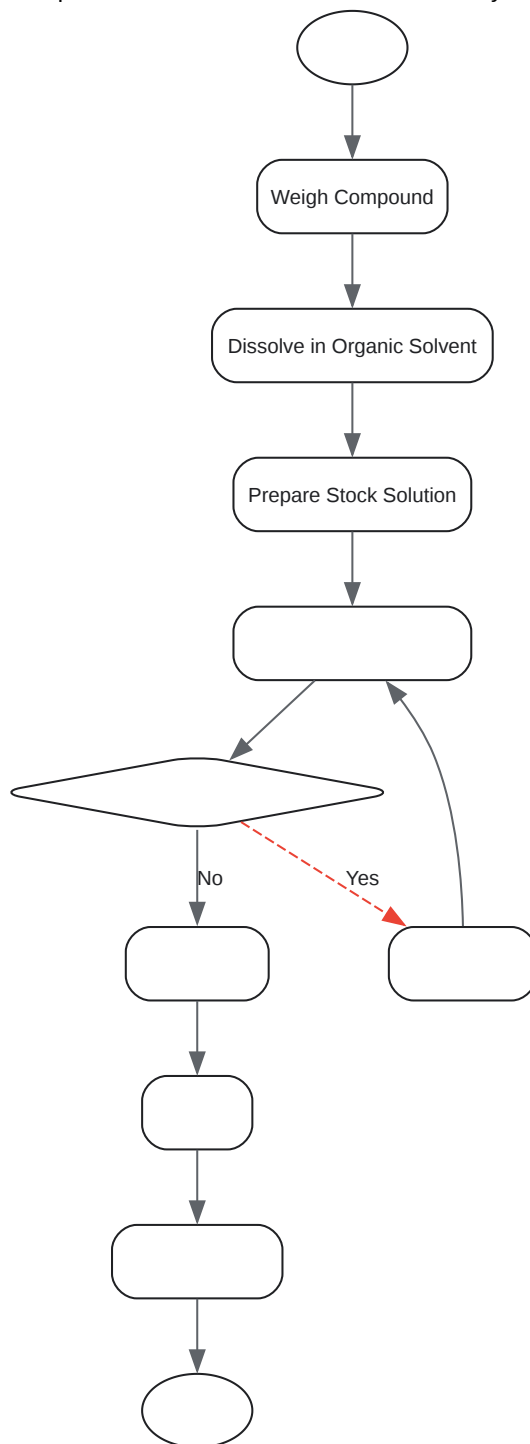 Weigh Compound
Dissolve in Organic Solvent
Prepare Stock Solution
No
Yes